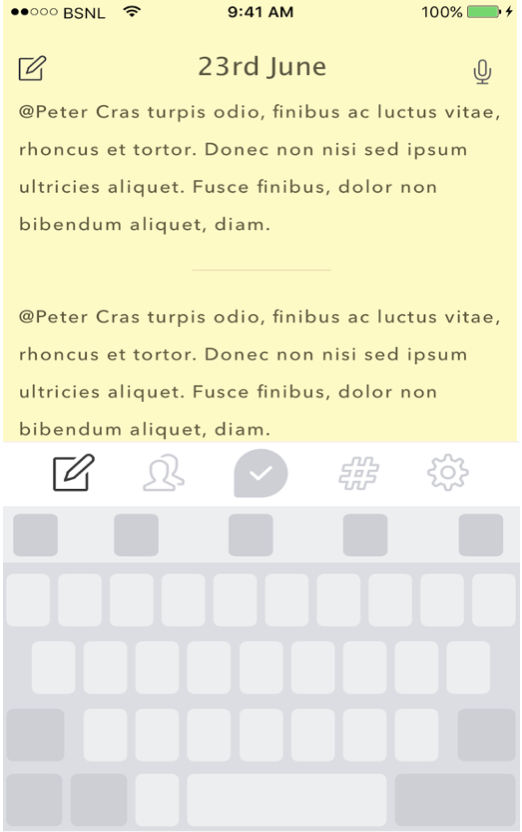 BSNL 9:41 AM 100%
23rd June
@Peter Cras turpis odio, finibus ac luctus vitae,
rhoncus et tortor. Donec non nisi sed ipsum
ultricies aliquet. Fusce finibus, dolor non
bibendum aliquet, diam.
@Peter Cras turpis odio, finibus ac luctus vitae,
rhoncus et tortor. Donec non nisi sed ipsum
ultricies aliquet. Fusce finibus, dolor non
bibendum aliquet, diam.
#